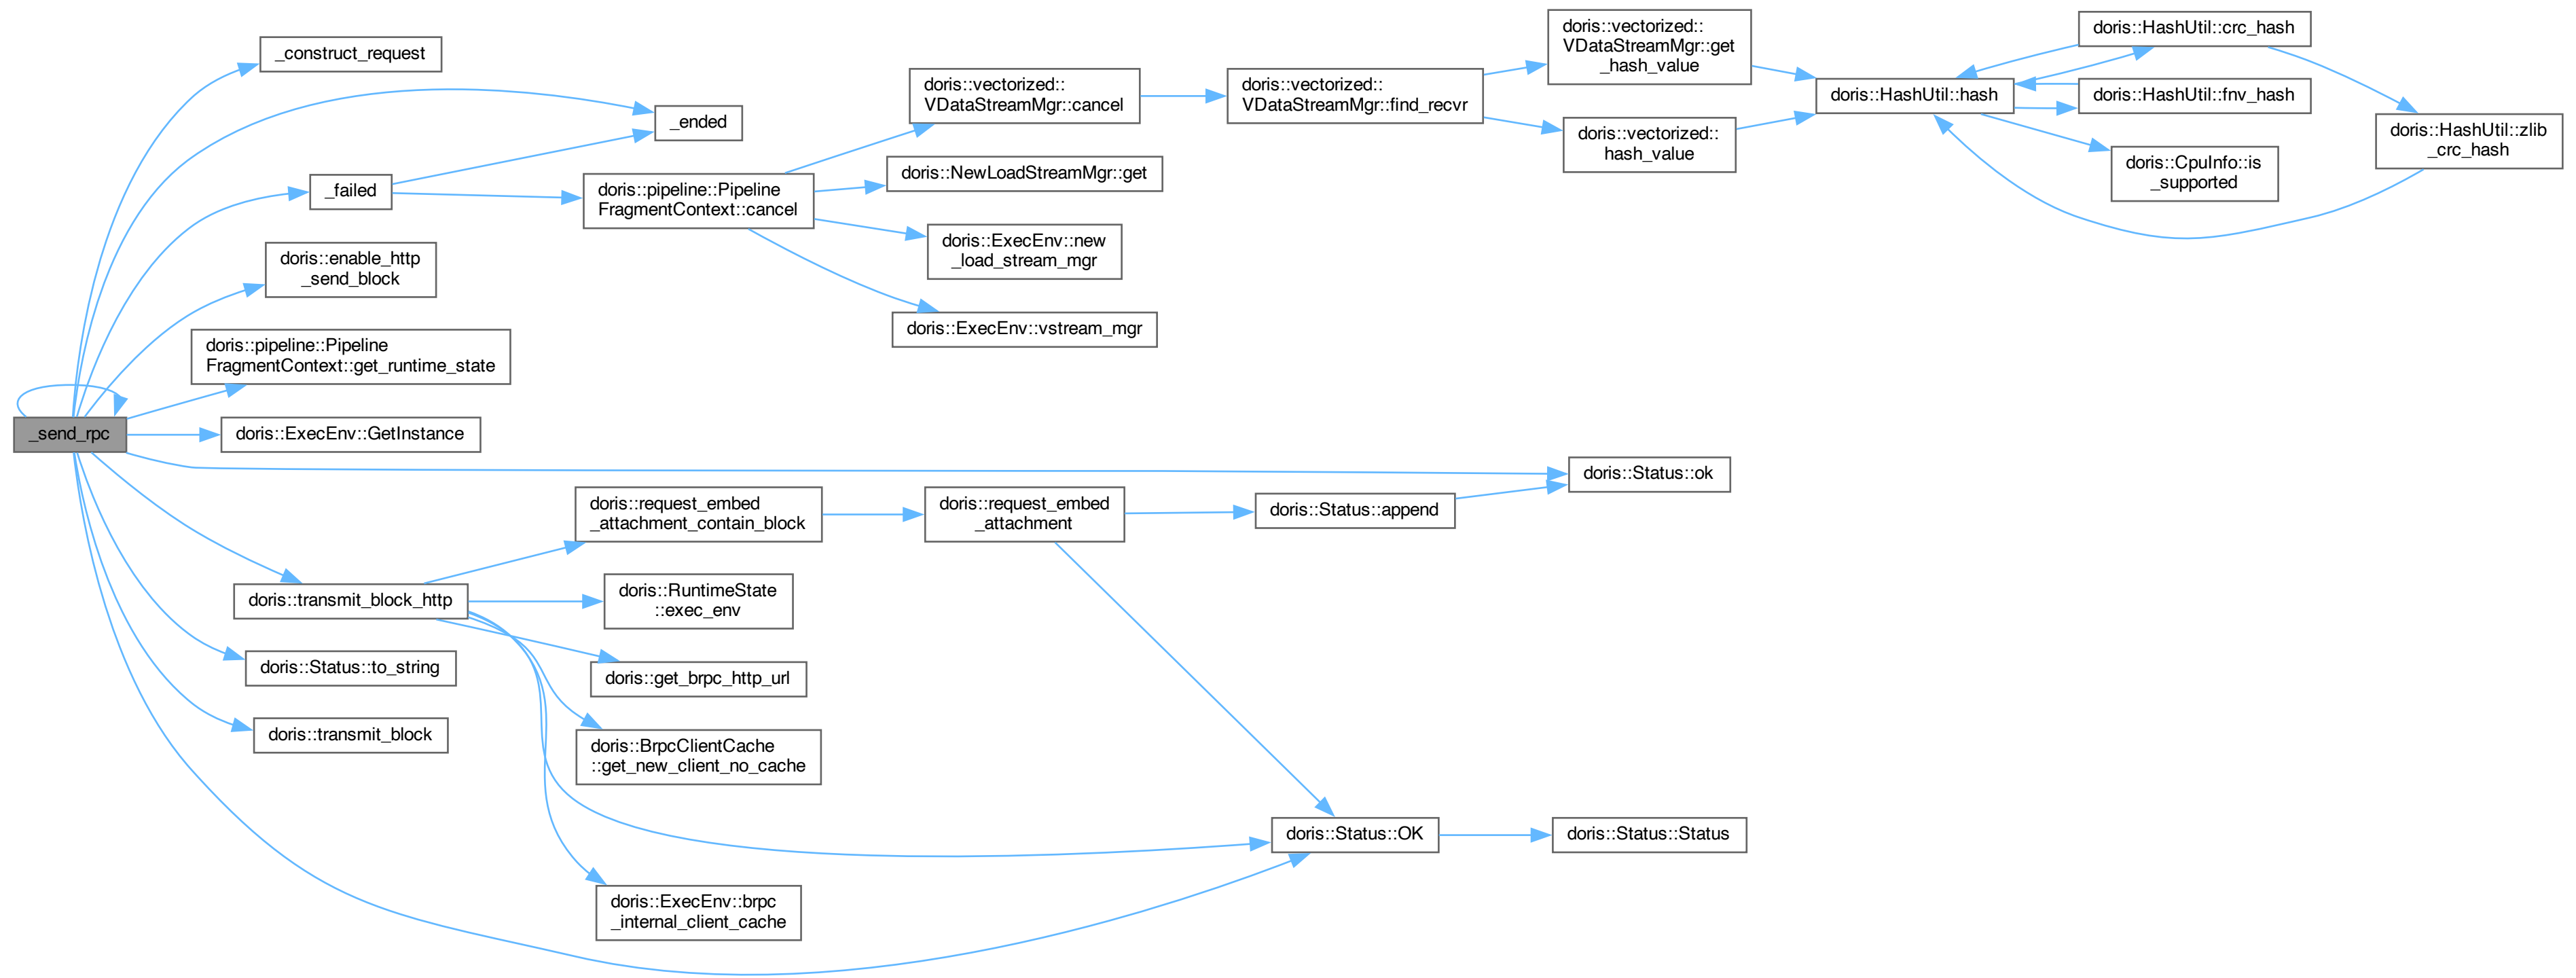 _send_rpc
_construct_request
_ended
_failed
doris::pipeline::Pipeline
FragmentContext::cancel
doris::vectorized::
VDataStreamMgr::cancel
doris::vectorized::
VDataStreamMgr::find_recvr
doris::vectorized::
VDataStreamMgr::get
_hash_value
doris::HashUtil::hash
doris::HashUtil::crc_hash
doris::HashUtil::zlib
_crc_hash
doris::HashUtil::fnv_hash
doris::CpuInfo::is
_supported
doris::vectorized::
hash_value
doris::NewLoadStreamMgr::get
doris::ExecEnv::new
_load_stream_mgr
doris::ExecEnv::vstream_mgr
doris::enable_http
_send_block
doris::pipeline::Pipeline
FragmentContext::get_runtime_state
doris::ExecEnv::GetInstance
doris::Status::ok
doris::transmit_block_http
doris::request_embed
_attachment_contain_block
doris::request_embed
_attachment
doris::Status::append
doris::RuntimeState
::exec_env
doris::get_brpc_http_url
doris::BrpcClientCache
::get_new_client_no_cache
doris::Status::OK
doris::Status::Status
doris::ExecEnv::brpc
_internal_client_cache
doris::Status::to_string
doris::transmit_block